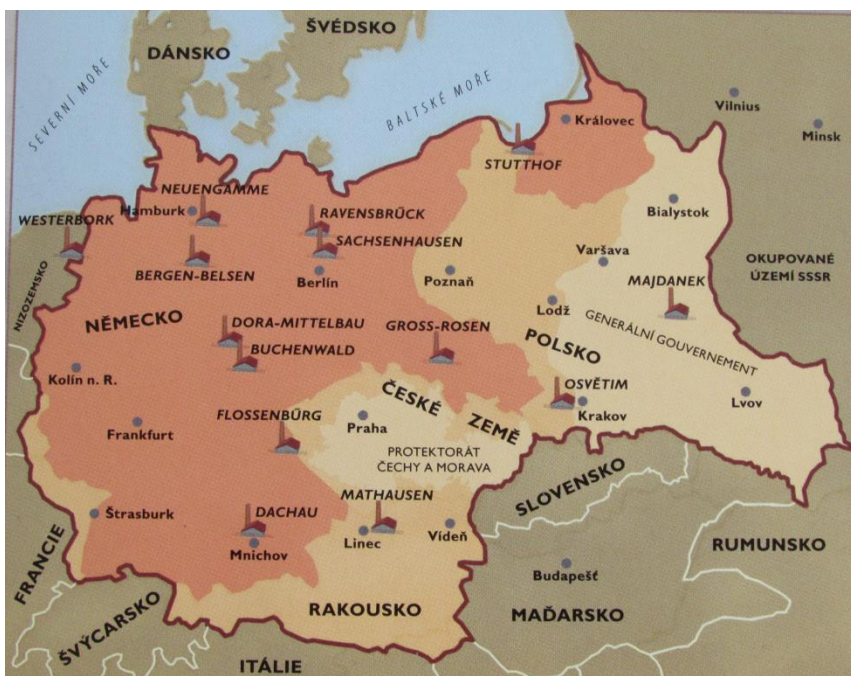 ŠVÉDSKO
DÁNSKO
SEVERNÍ MOŘE
BALTSKÉ MOŘE
Vilnius
Královec
Minsk
STUTTHOF
NEUENGAMME
Hamburk
WESTERBORK
RAVENSBRÜCK
Bialystok
SACHSENHAUSEN
Varšava
OKUPOVANÉ
ÚZEMÍ SSSR
BERGEN-BELSEN
Berlín
Poznaň
MAJDANEK
NIZOZEMSKO
Lodž
NĚMECKO
DORA-MITTELBAU
GROSS-ROSEN
GENERÁLNÍ GOUVERNEMENT
POLSKO
BUCHENWALD
Kolín n. R.
OSVĚTIM
ČESKÉ
ZEMĚ
Krakov
Lvov
FLOSSENBÜRG
Praha
Frankfurt
PROTEKTORÁT
ČECHY A MORAVA
SLOVENSKO
MATHAUSEN
Štrasburk
DACHAU
Linec
Vídeň
FRANCIE
Mnichov
RUMUNSKO
Budapešť
RAKOUSKO
MAĎARSKO
ŠVÝCARSKO
ITÁLIE